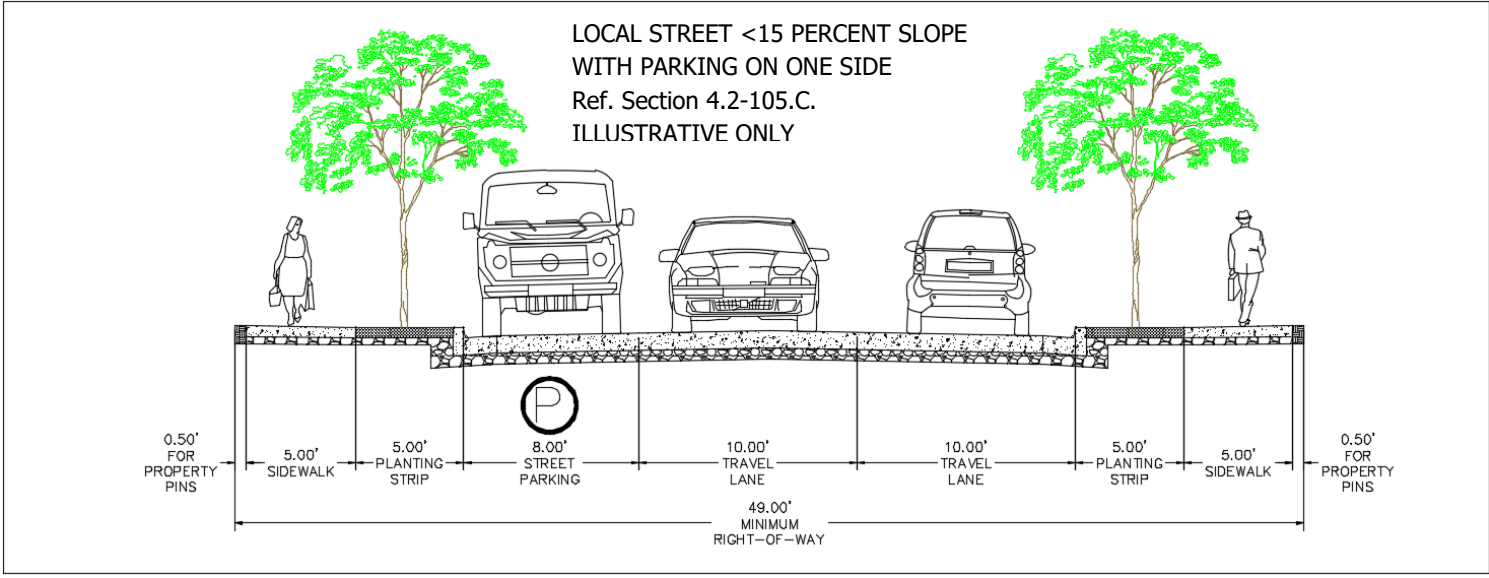 LOCAL STREET <15 PERCENT SLOPE
WITH PARKING ON ONE SIDE
Ref. Section 4.2-105.C.
ILLUSTRATIVE ONLY
P
0.50'
FOR
PROPERTY
PINS
5.00'
SIDEWALK
5.00'
PLANTING
STRIP
8.00'
STREET
PARKING
10.00'
TRAVEL
LANE
10.00'
TRAVEL
LANE
5.00'
PLANTING
STRIP
5.00'
SIDEWALK
0.50'
FOR
PROPERTY
PINS
49.00'
MINIMUM
RIGHT-OF-WAY